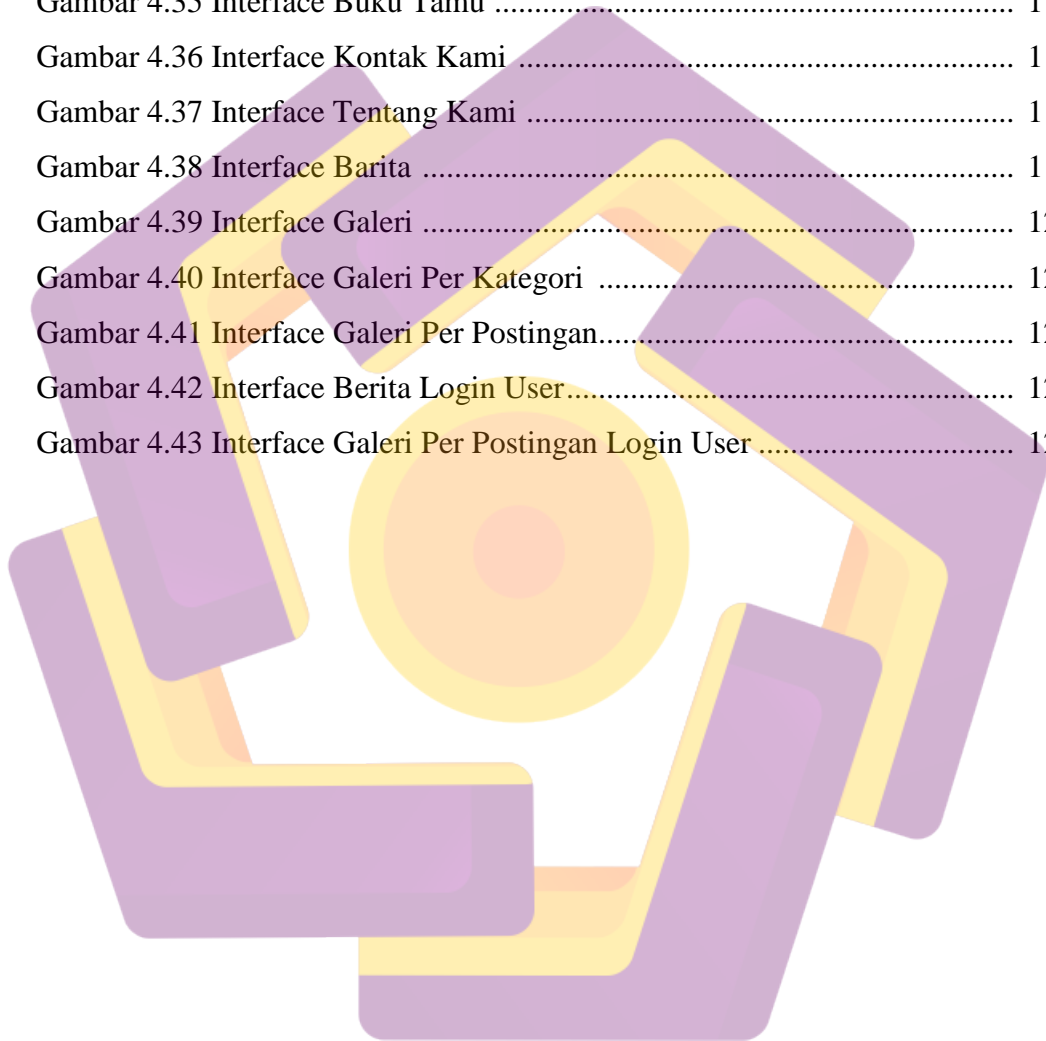 Gambar 4.35 Interface Buku Tamu ................................................................... 1
Gambar 4.36 Interface Kontak Kami ................................................................ 1
Gambar 4.37 Interface Tentang Kami ............................................................... 1
Gambar 4.38 Interface Barita ............................................................................ 1
Gambar 4.39 Interface Galeri ............................................................................ 12
Gambar 4.40 Interface Galeri Per Kategori ...................................................... 12
Gambar 4.41 Interface Galeri Per Postingan...................................................... 12
Gambar 4.42 Interface Berita Login User.......................................................... 12
Gambar 4.43 Interface Galeri Per Postingan Login User ................................. 12